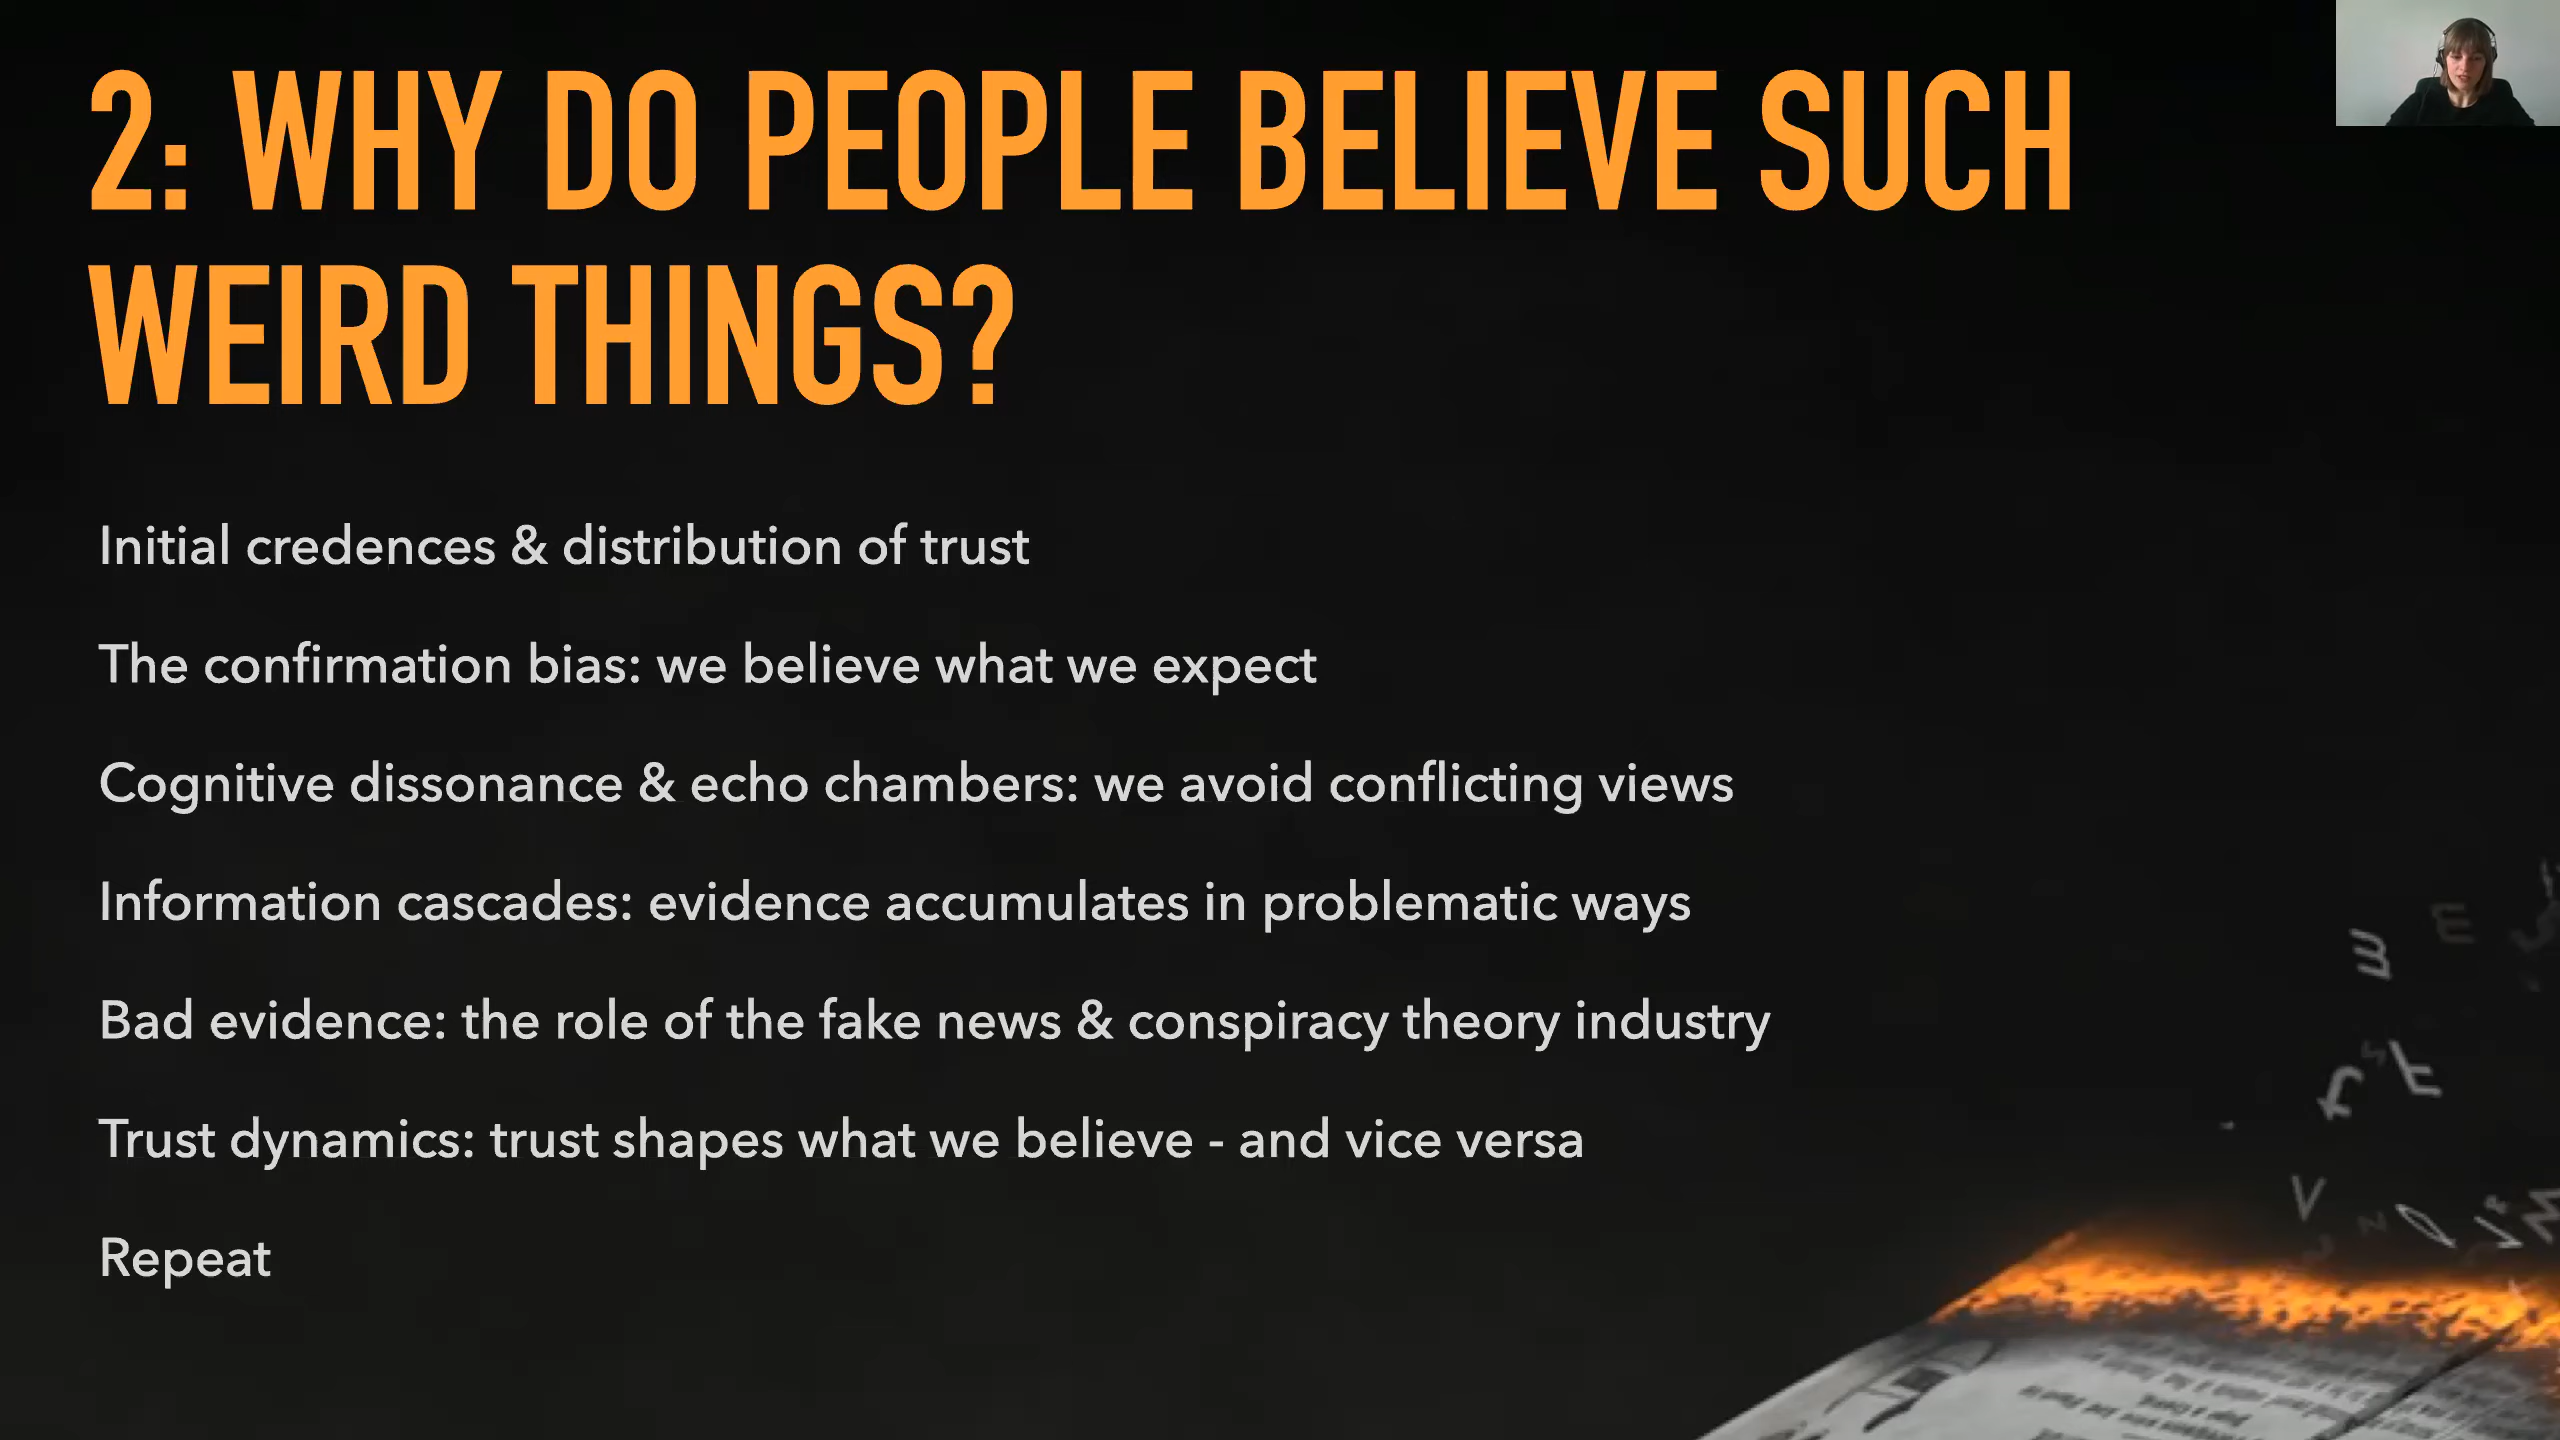 2: WHY DO PEOPLE BELIEVE SUCH
WEIRD THINGS?
Initial credences & distribution of trust
The confirmation bias: we believe what we expect
Cognitive dissonance & echo chambers: we avoid conflicting views
Information cascades: evidence accumulates in problematic ways
Bad evidence: the role of the fake news & conspiracy theory industry
Trust dynamics: trust shapes what we believe - and vice versa
Repeat